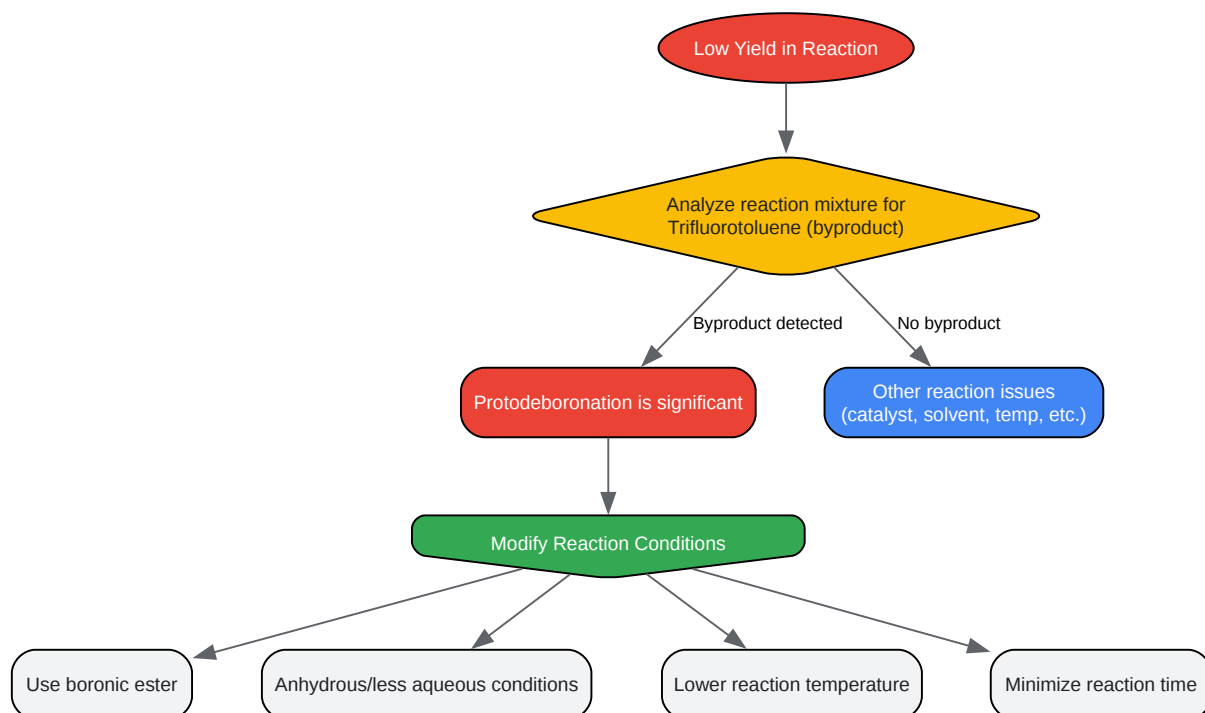 Low Yield in Reaction
Analyze reaction mixture for
Trifluorotoluene (byproduct)
Byproduct detected
No byproduct
Protodeboronation is significant
Other reaction issues
(catalyst, solvent, temp, etc.)
Modify Reaction Conditions
Use boronic ester
Anhydrous/less aqueous conditions
Lower reaction temperature
Minimize reaction time